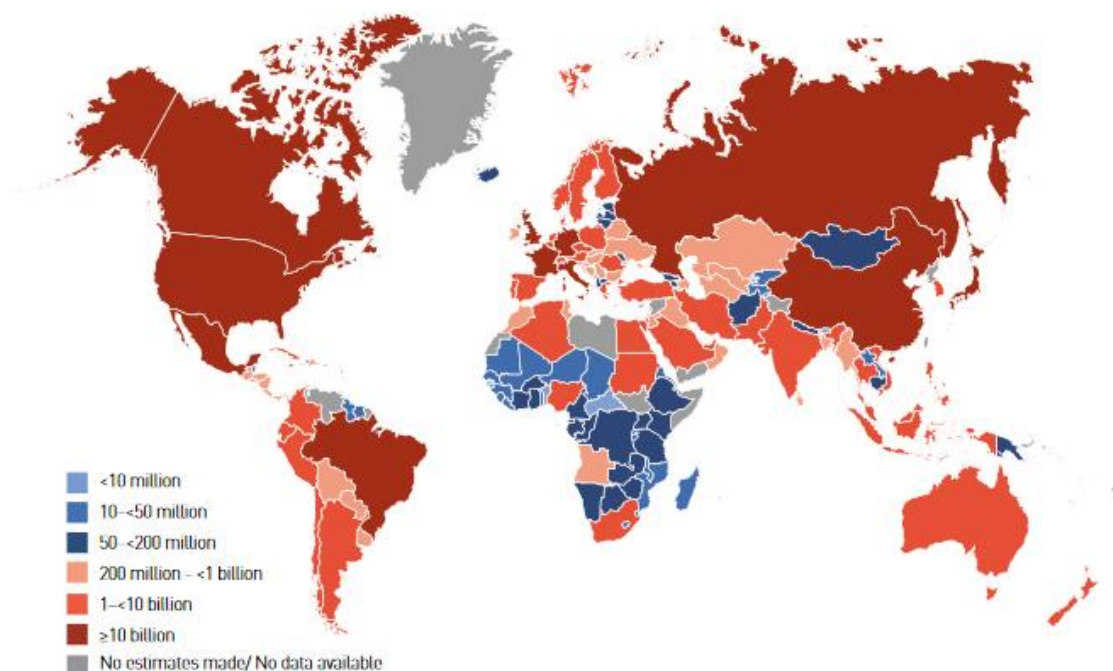 <10 million
10–<50 million
50–<200 million
200 million – <1 billion
1–<10 billion
≥10 billion
No estimates made/ No data available